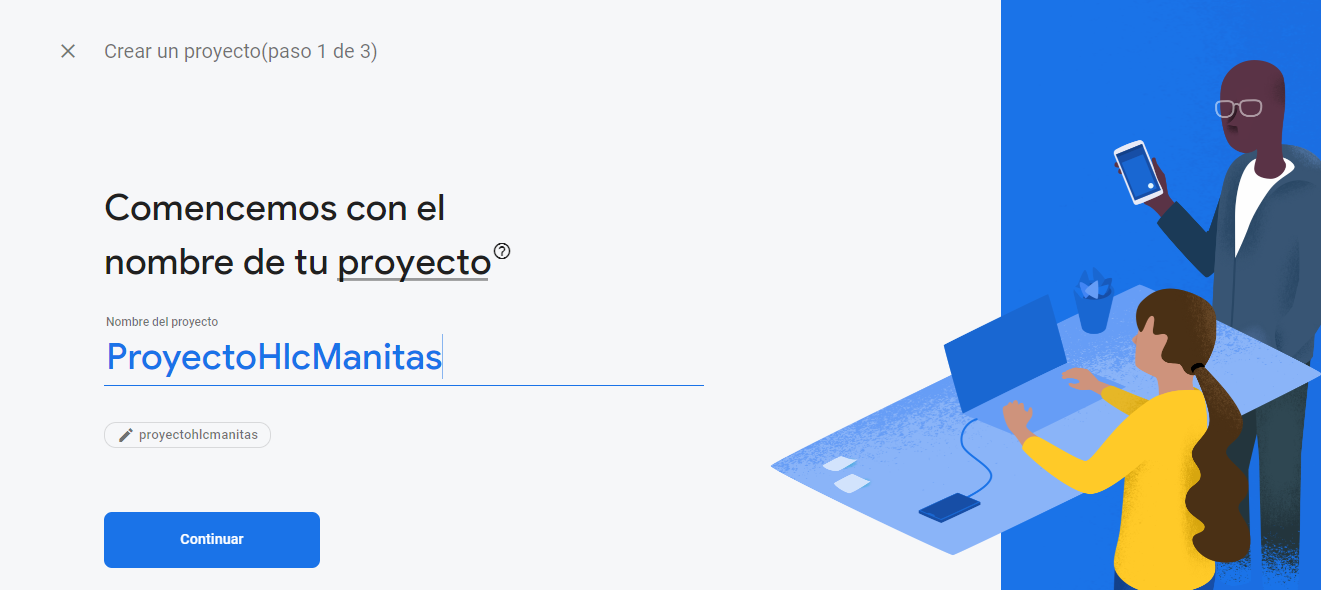 Crear un proyecto(paso 1 de 3)
Comencemos con el
nombre de tu proyecto
Nombre del proyecto
ProyectoHlcManitas
proyectohlcmanitas
Continuar